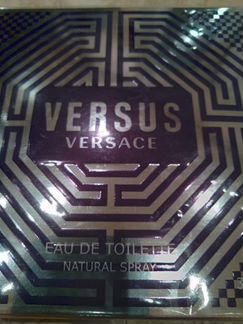 VERSUS
VERSACE
EAU DE TOILETTE
NATURAL SPRAY